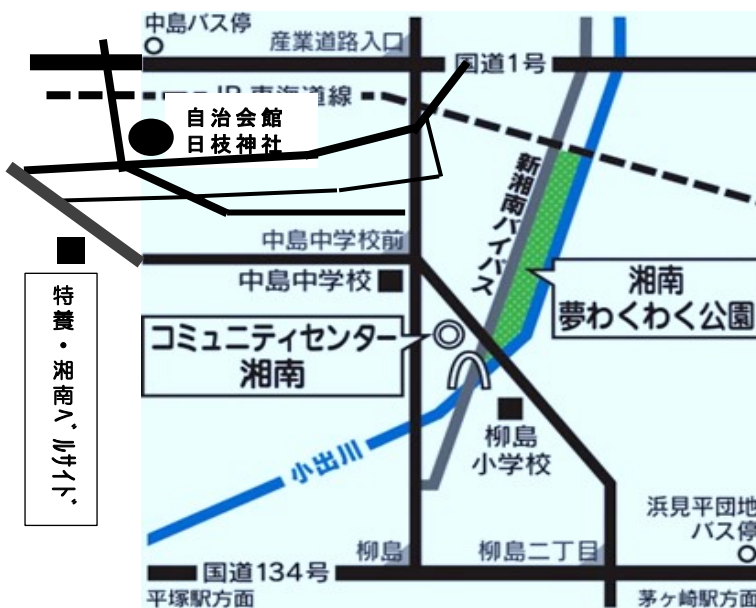 中島バス停
産業道路入口
国道1号
JR東海道線
自治会館
日枝神社
新湘南バイパス
中島中学校前
中島中学校
湘南
夢わくわく公園
コミュニティセンター
湘南
特養・湘南ベルサイド
柳島
小学校
小出川
浜見平団地
バス停
柳島
柳島二丁目
国道134号
平塚駅方面
茅ヶ崎駅方面